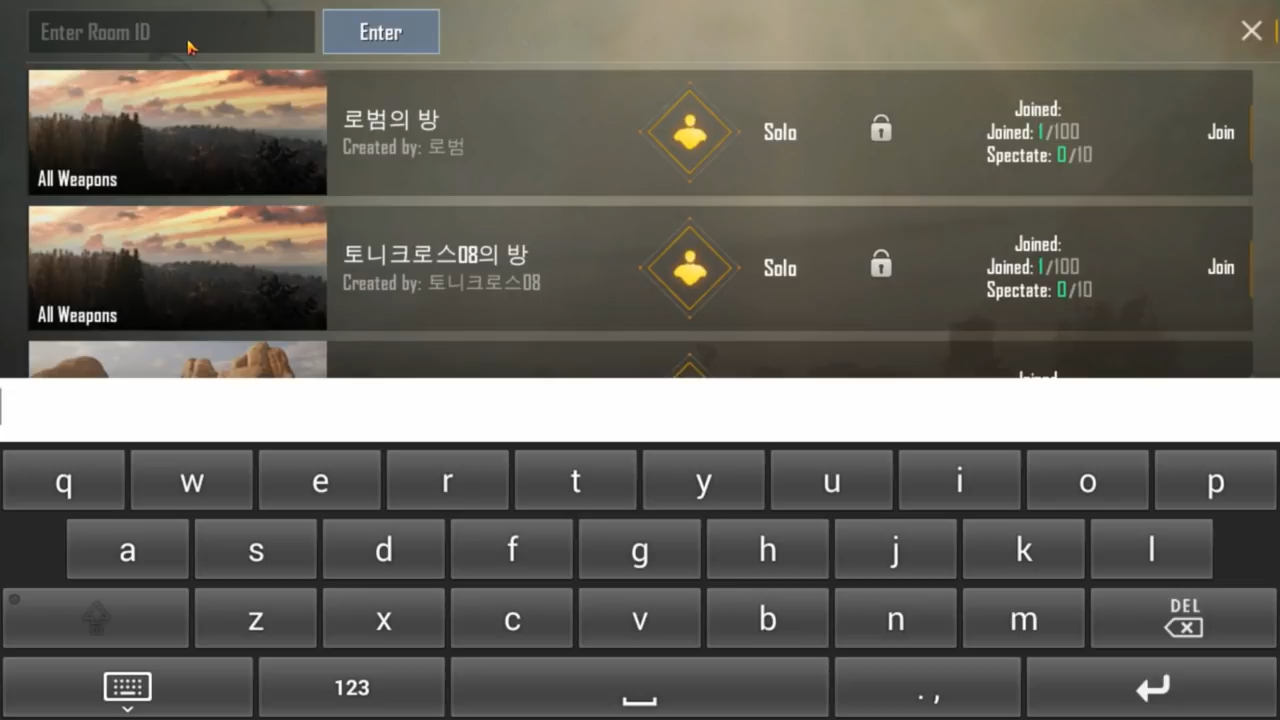 Enter Room ID
Enter
로범의 방
Created by: 로범
All Weapons
Solo
Joined:
Joined: 1/100
Spectate: 0/10
Join
토니크로스08의 방
Created by: 토니크로스08
All Weapons
Solo
Joined:
Joined: 1/100
Spectate: 0/10
Join
Joined
q w e r t y u i o p
a s d f g h j k l
z x c v b n m DEL
123 . ,